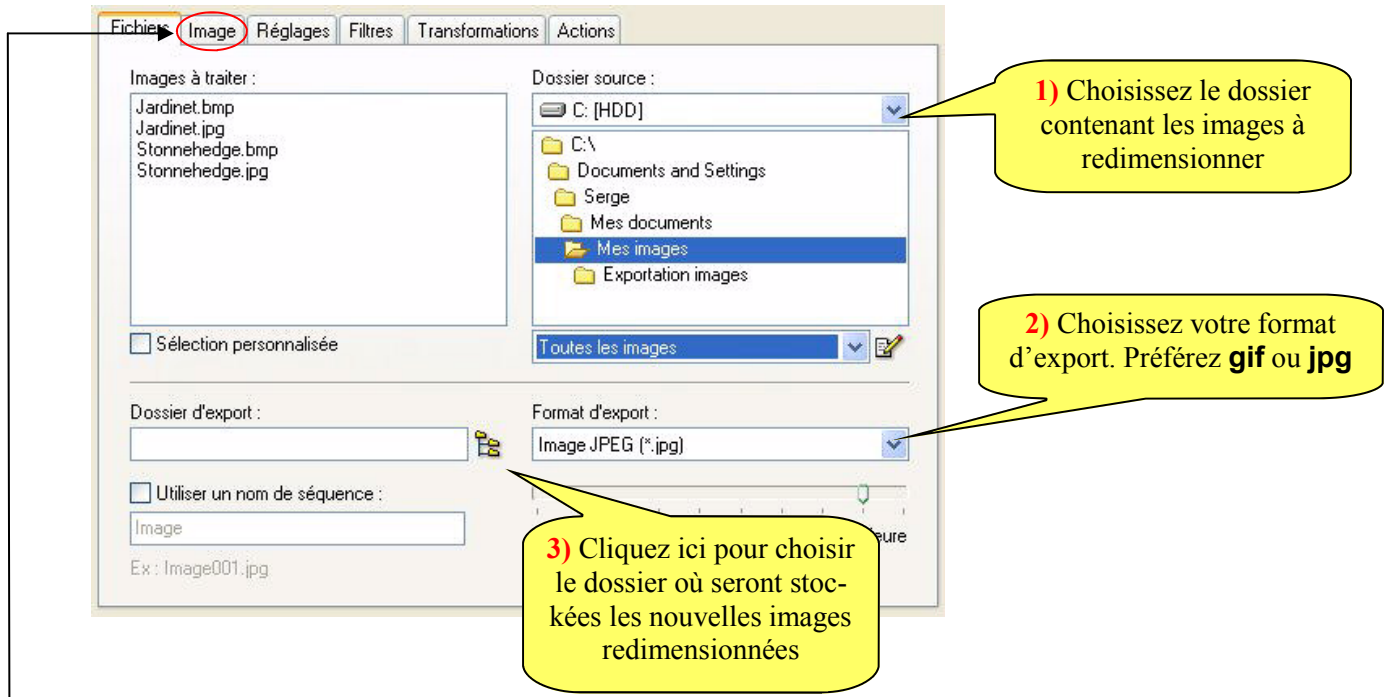 Fichiers Image Réglages Filtres Transformations Actions
Images à traiter :
Jardinet.bmp
Jardinet.jpg
Stonnehedge.bmp
Stonnehedge.jpg
Sélection personnalisée
Dossier source :
C: [HDD]
C:\
Documents and Settings
Serge
Mes documents
Mes images
Exportation images
Toutes les images
1) Choisissez le dossier
contenant les images à
redimensionner
2) Choisissez votre format
d’export. Préférez gif ou jpg
Dossier d'export :
Format d'export :
Image JPEG (*.jpg)
Utiliser un nom de séquence :
Image
Ex : Image001.jpg
3) Cliquez ici pour choisir
le dossier où seront stoc-
kées les nouvelles images
redimensionnées